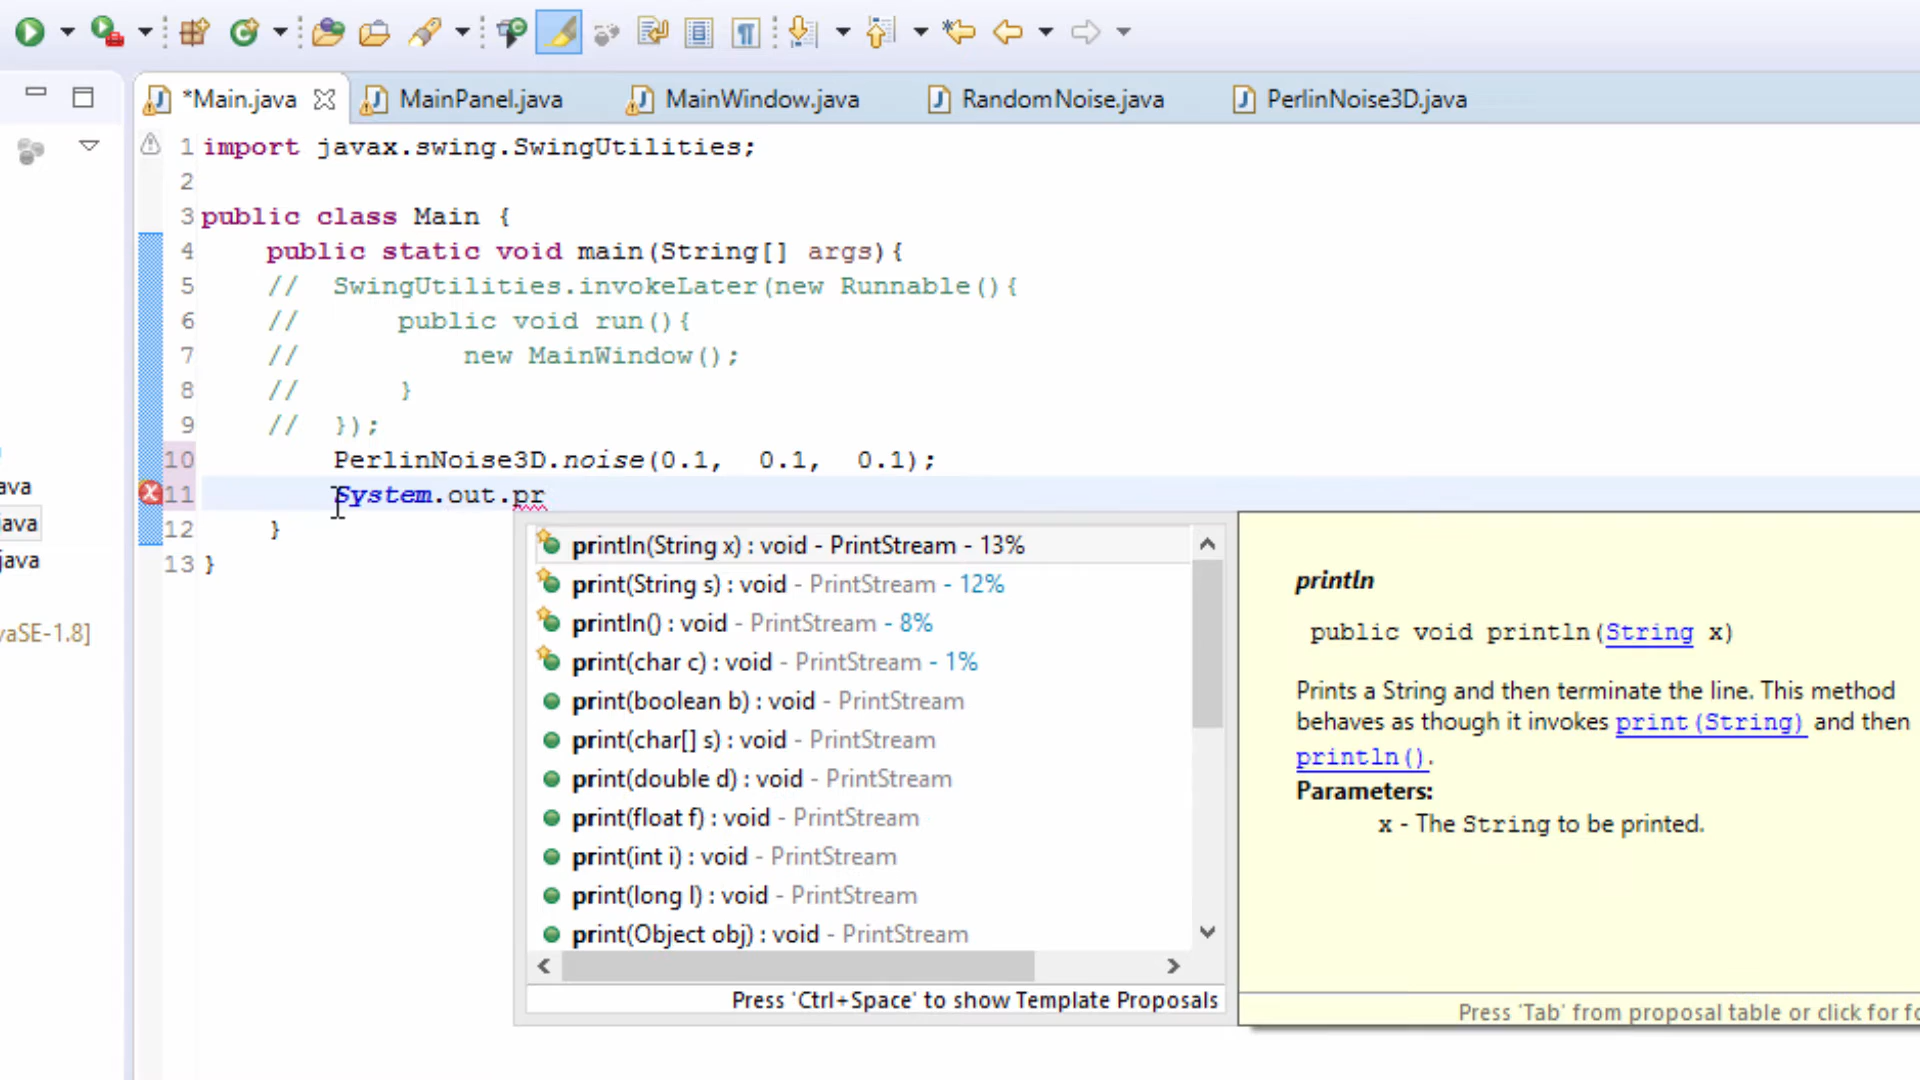 *Main.java
MainPanel.java
MainWindow.java
RandomNoise.java
PerlinNoise3D.java
1 import javax.swing.SwingUtilities;
2
3 public class Main {
4 public static void main(String[] args){
5 // SwingUtilities.invokeLater(new Runnable(){
6 // public void run(){
7 // new MainWindow();
8 // }
9 // });
10 PerlinNoise3D.noise(0.1, 0.1, 0.1);
11 System.out.pr
12 }
13 }
ava
java
java
vaSE-1.8]
println(String x) : void - PrintStream - 13%
print(String s) : void - PrintStream - 12%
println() : void - PrintStream - 8%
print(char c) : void - PrintStream - 1%
print(boolean b) : void - PrintStream
print(char[] s) : void - PrintStream
print(double d) : void - PrintStream
print(float f) : void - PrintStream
print(int i) : void - PrintStream
print(long l) : void - PrintStream
print(Object obj) : void - PrintStream
Press 'Ctrl+Space' to show Template Proposals
println
public void println(String x)
Prints a String and then terminate the line. This method
behaves as though it invokes print(String) and then
println().
Parameters:
x - The String to be printed.
Press 'Tab' from proposal table or click for fo